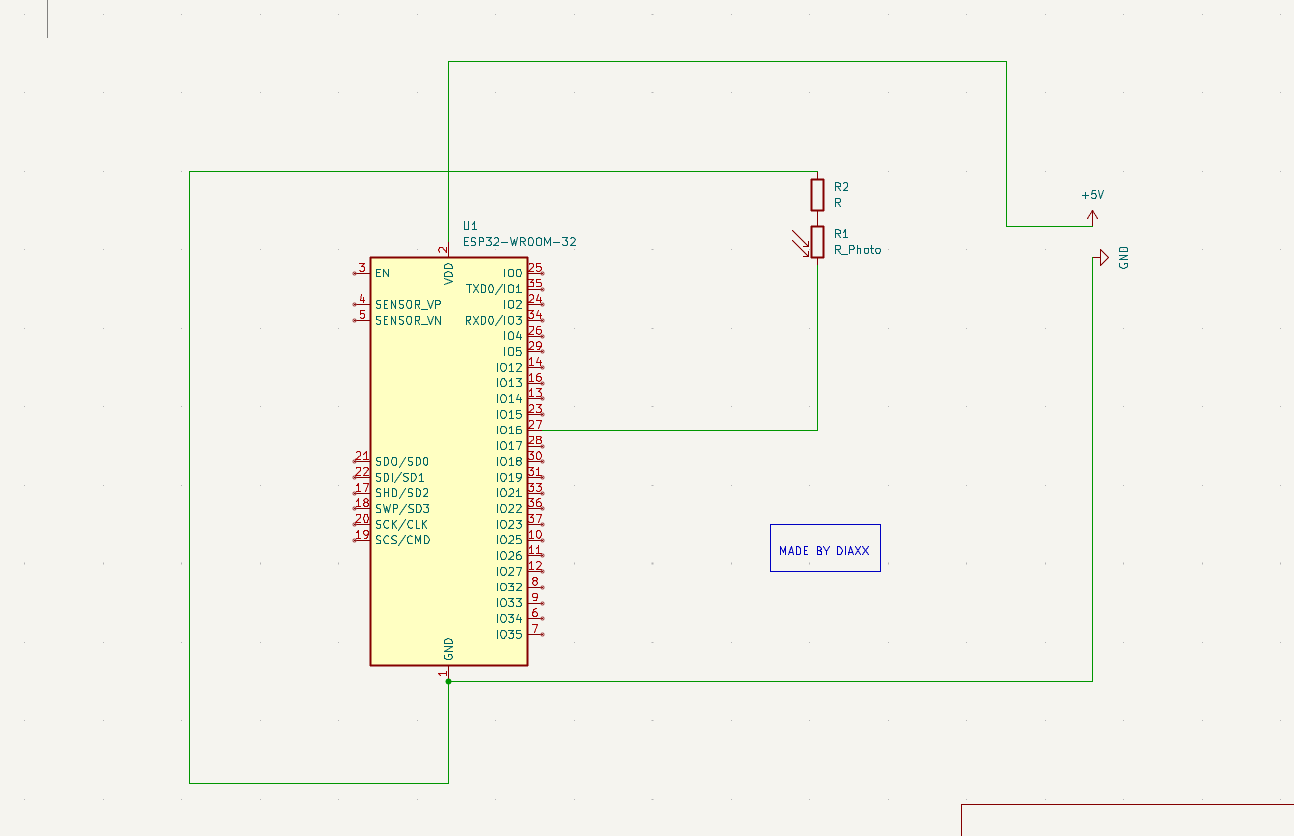 +5V
GND
R2
R
R1
R_Photo
U1
ESP32-WROOM-32
2
VDD
3 EN
4 SENSOR_VP
5 SENSOR_VN
21 SDO/SD0
22 SDI/SD1
17 SHD/SD2
18 SWP/SD3
20 SCK/CLK
19 SCS/CMD
IO0 25
TXD0/IO1 35
IO2 24
RXD0/IO3 34
IO4 26
IO5 29
IO12 14
IO13 16
IO14 13
IO15 23
IO16 27
IO17 28
IO18 30
IO19 31
IO21 33
IO22 36
IO23 37
IO25 10
IO26 11
IO27 12
IO32 8
IO33 9
IO34 6
IO35 7
GND
1
MADE BY DIAXX